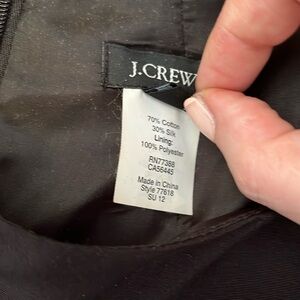 J.CREW
70% Cotton
30% Silk
Lining:
100% Polyester
RN77388
CA56445
Made in China
Style 77618
SU 12